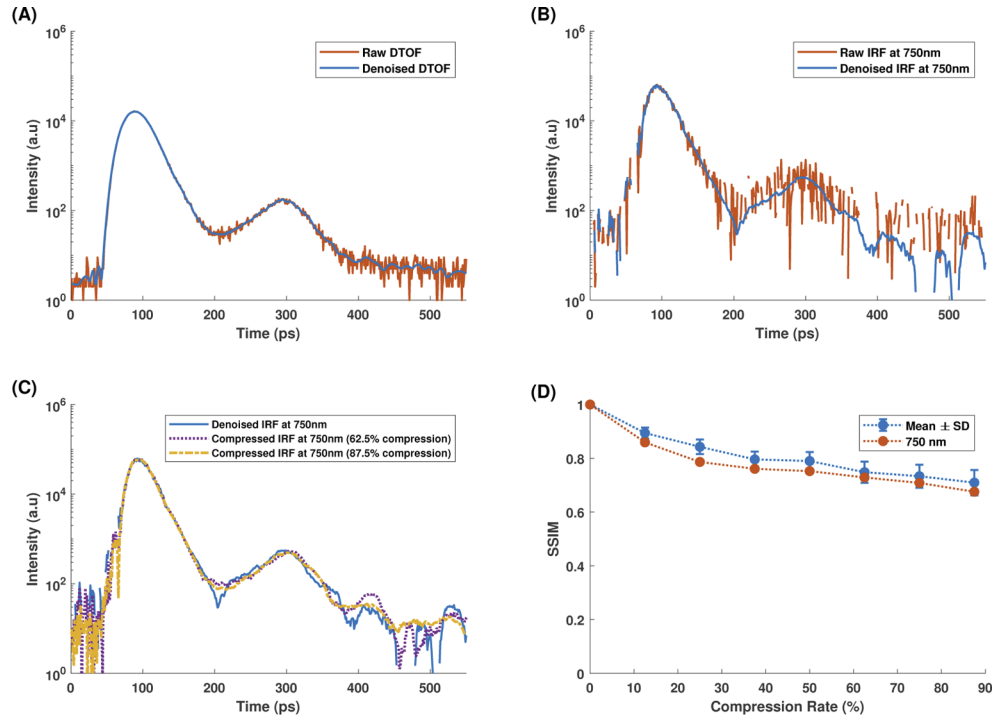 (A)
10^6
10^4
10^2
10^0
Intensity (a.u)
Raw DTOF
Denoised DTOF
0 100 200 300 400 500
Time (ps)
(B)
10^6
10^4
10^2
10^0
Intensity (a.u)
Raw IRF at 750nm
Denoised IRF at 750nm
0 100 200 300 400 500
Time (ps)
(C)
10^6
10^4
10^2
10^0
Intensity (a.u)
Denoised IRF at 750nm
Compressed IRF at 750nm (62.5% compression)
Compressed IRF at 750nm (87.5% compression)
0 100 200 300 400 500
Time (ps)
(D)
1
0.8
0.6
0.4
0.2
0
SSIM
Mean ± SD
750 nm
0 10 20 30 40 50 60 70 80 90
Compression Rate (%)